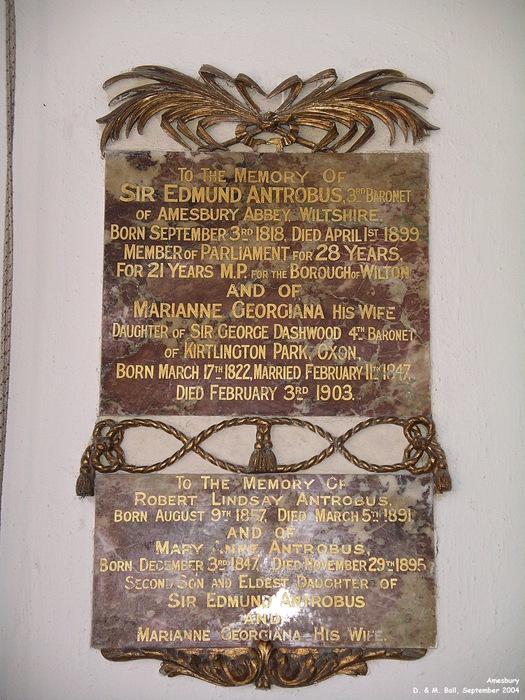 TO THE MEMORY OF
SIR EDMUND ANTROBUS, 3RD BARONET
OF AMESBURY ABBEY, WILTSHIRE.
BORN SEPTEMBER 3RD 1818, DIED APRIL 1ST 1899
MEMBER OF PARLIAMENT FOR 28 YEARS,
FOR 21 YEARS M.P. FOR THE BOROUGH OF WILTON
AND OF
MARIANNE GEORGIANA HIS WIFE
DAUGHTER OF SIR GEORGE DASHWOOD 4TH BARONET
OF KIRTLINGTON PARK, OXON,
BORN MARCH 17TH 1822, MARRIED FEBRUARY 11TH 1847,
DIED FEBRUARY 3RD 1903.
TO THE MEMORY OF
ROBERT LINDSAY ANTROBUS,
BORN AUGUST 9TH 1857, DIED MARCH 5TH 1891
AND OF
MARY ANNE ANTROBUS,
BORN DECEMBER 3RD 1847, DIED NOVEMBER 29TH 1895
SECOND SON AND ELDEST DAUGHTER OF
SIR EDMUND ANTROBUS
AND
MARIANNE GEORGIANA HIS WIFE.
Amesbury
D. & M. Ball, September 2004